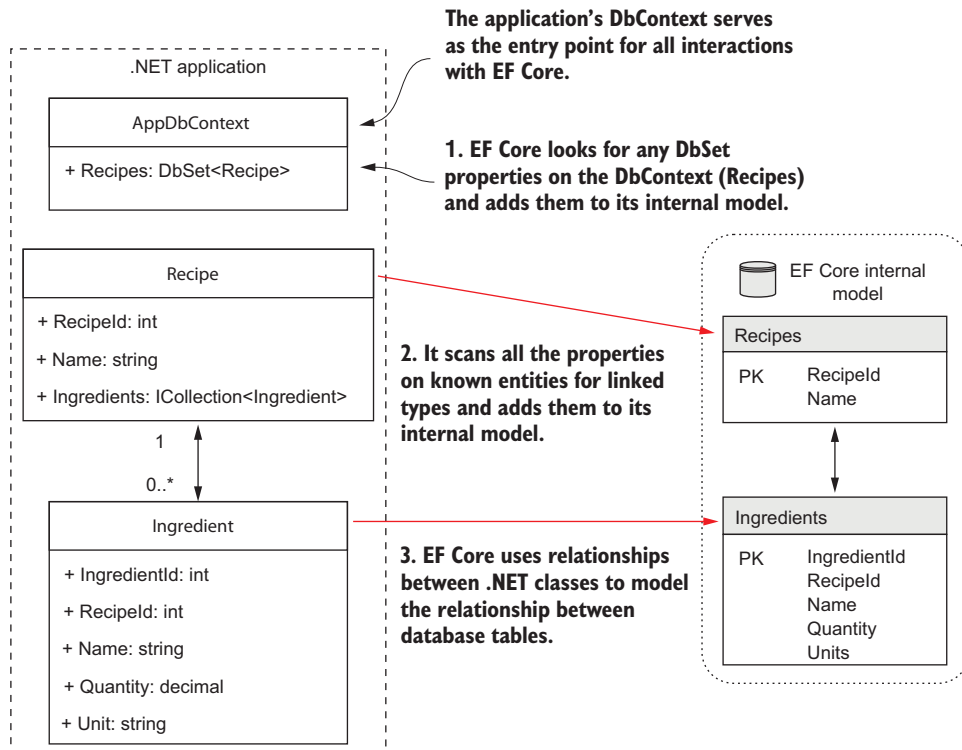 The application's DbContext serves
as the entry point for all interactions
with EF Core.
.NET application
AppDbContext
+ Recipes: DbSet<Recipe>
1. EF Core looks for any DbSet
properties on the DbContext (Recipes)
and adds them to its internal model.
Recipe
+ RecipeId: int
+ Name: string
+ Ingredients: ICollection<Ingredient>
1
0..*
2. It scans all the properties
on known entities for linked
types and adds them to its
internal model.
Ingredient
+ IngredientId: int
+ RecipeId: int
+ Name: string
+ Quantity: decimal
+ Unit: string
3. EF Core uses relationships
between .NET classes to model
the relationship between
database tables.
EF Core internal
model
Recipes
PK RecipeId
Name
Ingredients
PK IngredientId
RecipeId
Name
Quantity
Units